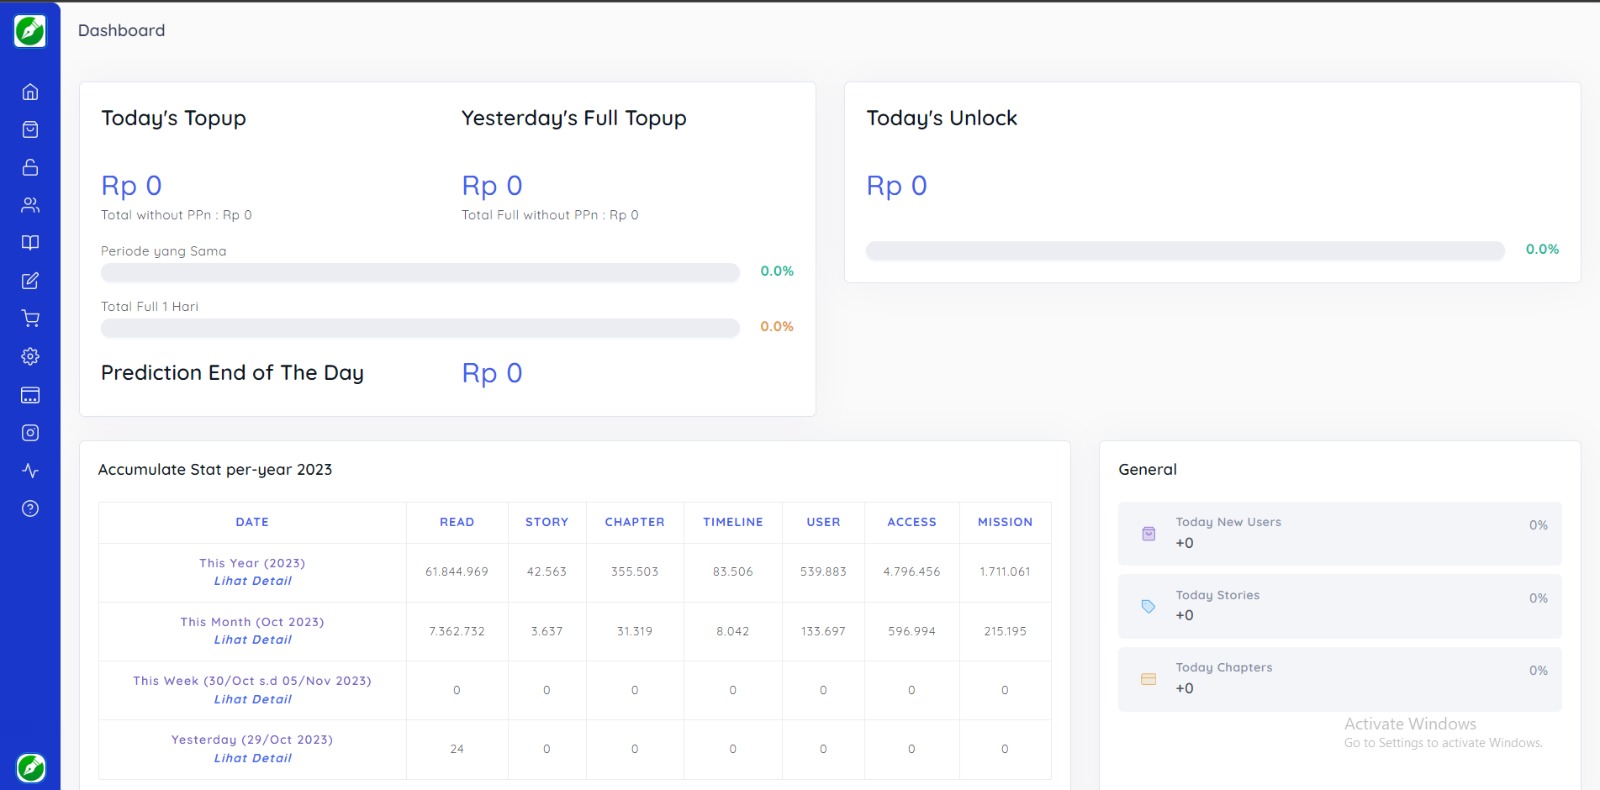 Dashboard
Today's Topup
Yesterday's Full Topup
Rp 0
Rp 0
Total without PPn : Rp 0
Total Full without PPn : Rp 0
Periode yang Sama
0.0%
Total Full 1 Hari
0.0%
Prediction End of The Day
Rp 0
Today's Unlock
Rp 0
0.0%
Accumulate Stat per-year 2023
DATE READ STORY CHAPTER TIMELINE USER ACCESS MISSION
This Year (2023)
Lihat Detail
61.844.969 42.563 355.503 83.506 539.883 4.796.456 1.711.061
This Month (Oct 2023)
Lihat Detail
7.362.732 3.637 31.319 8.042 133.697 596.994 215.195
This Week (30/Oct s.d 05/Nov 2023)
Lihat Detail
0 0 0 0 0 0 0
Yesterday (29/Oct 2023)
Lihat Detail
24 0 0 0 0 0 0
General
Today New Users
+0
0%
Today Stories
+0
0%
Today Chapters
+0
0%
Activate Windows
Go to Settings to activate Windows.